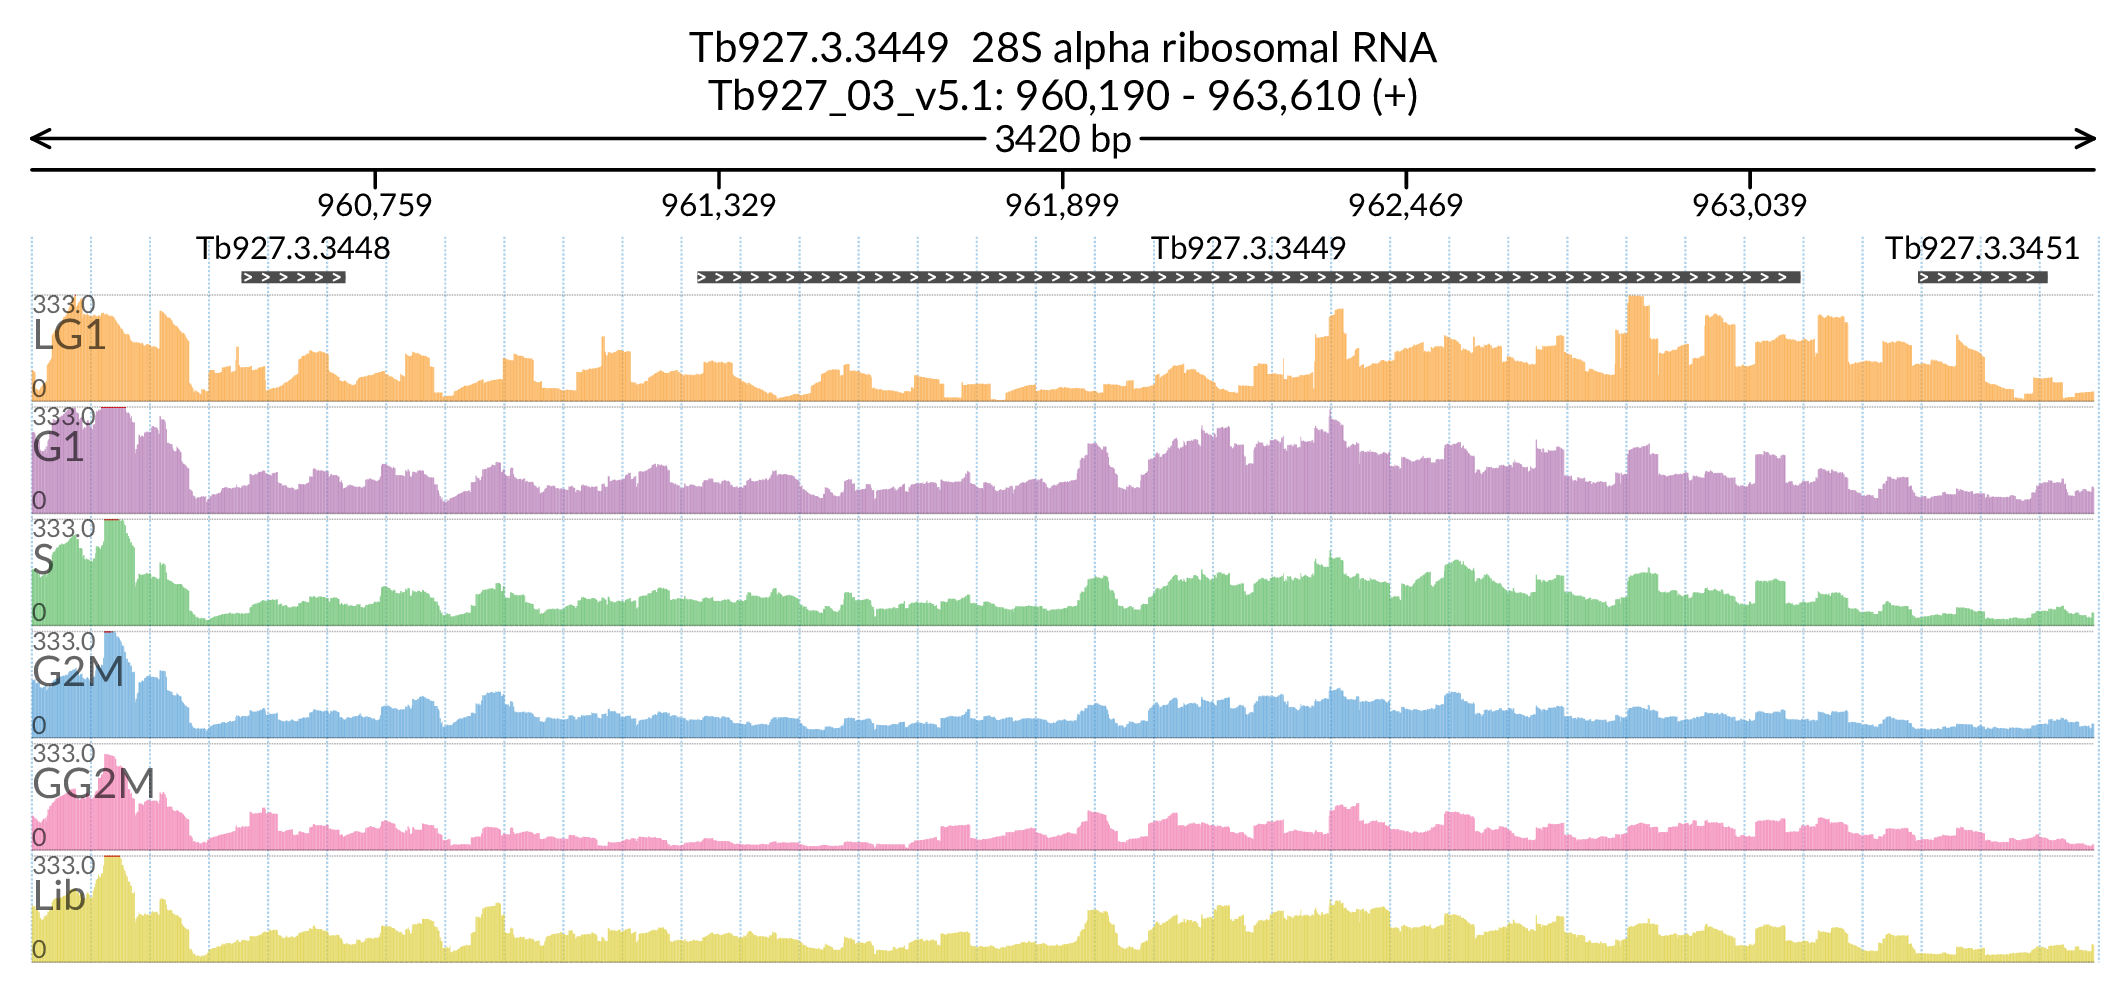 Tb927.3.3449  28S alpha ribosomal RNA
Tb927_03_v5.1: 960,190 - 963,610 (+)
3420 bp
960,759 961,329 961,899 962,469 963,039
Tb927.3.3448 Tb927.3.3449 Tb927.3.3451
333.0
LG1
0
333.0
G1
0
333.0
S
0
333.0
G2M
0
333.0
GG2M
0
333.0
Lib
0